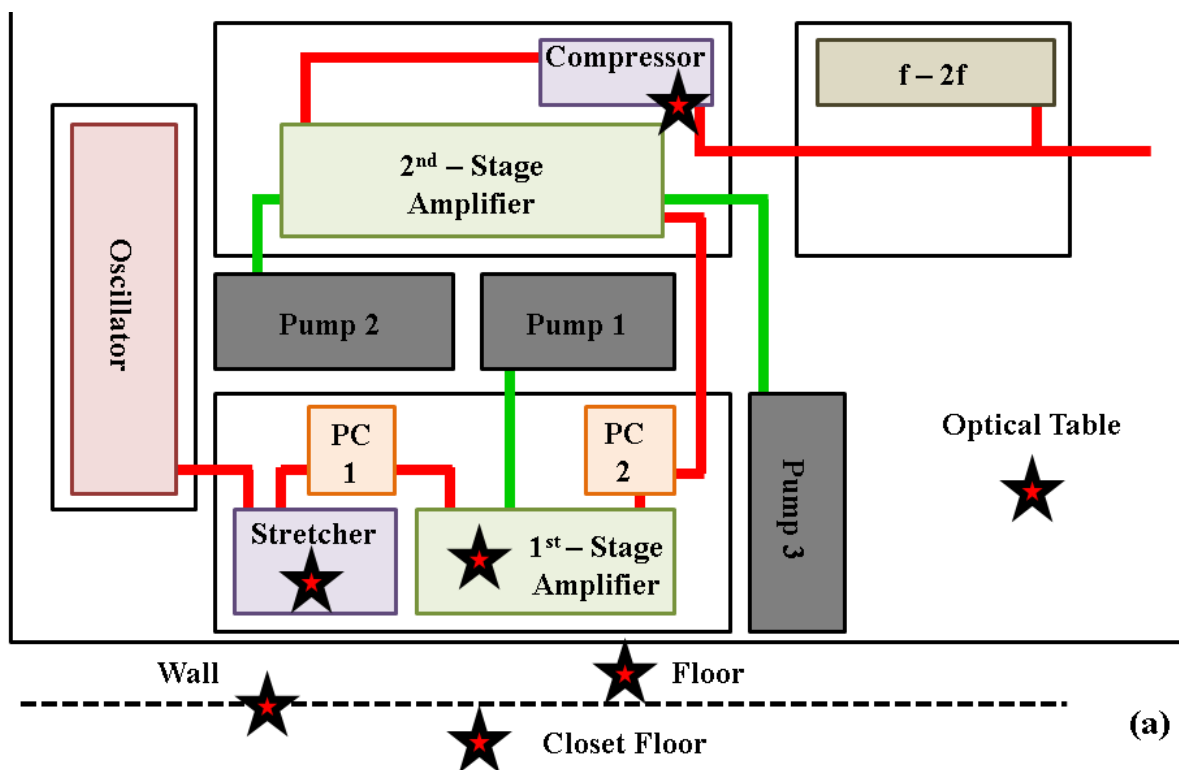 Compressor
f – 2f
2nd – Stage
Amplifier
Oscillator
Pump 2
Pump 1
PC
1
PC
2
Pump 3
Optical Table
Stretcher
1st – Stage
Amplifier
Wall
Floor
Closet Floor
(a)